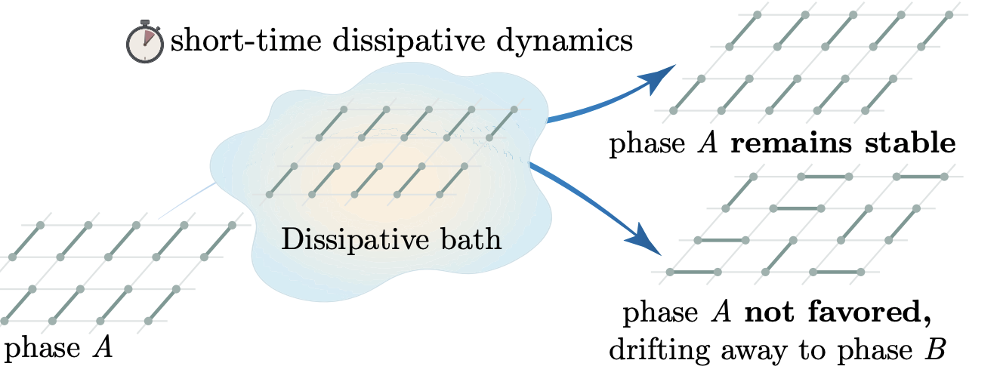 short-time dissipative dynamics
phase A remains stable
Dissipative bath
phase A not favored,
drifting away to phase B
phase A